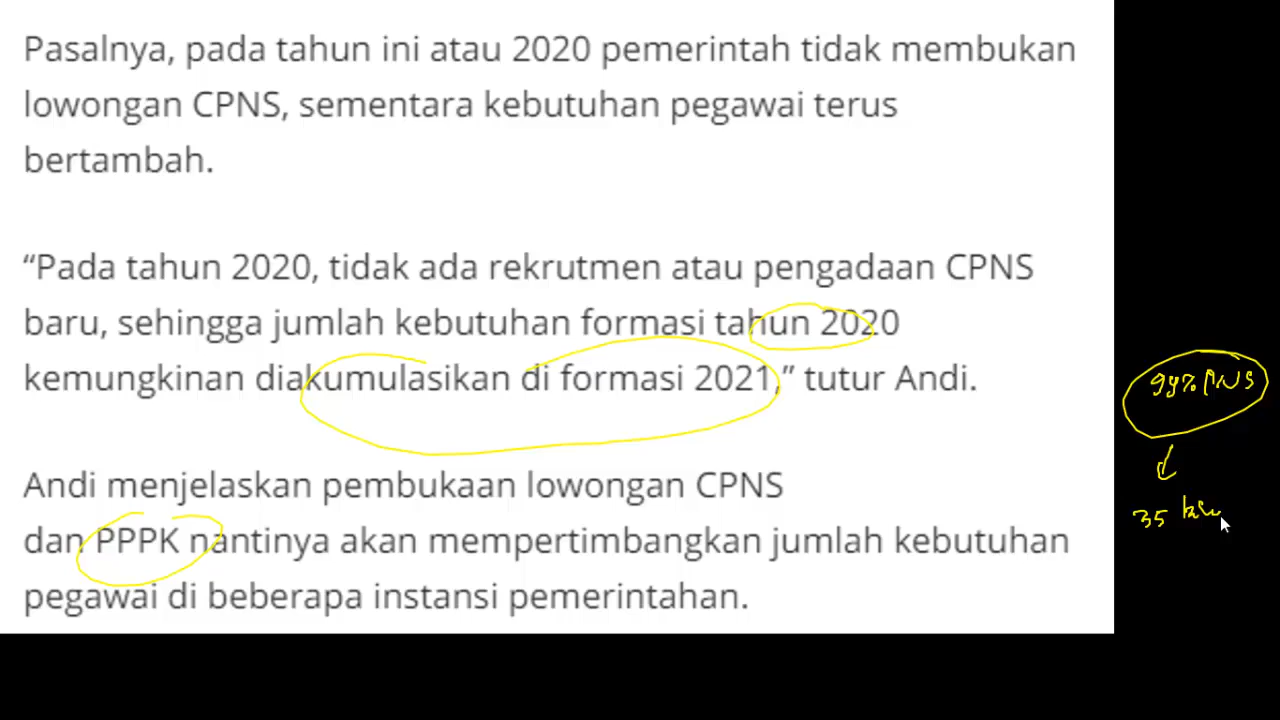 Pasalnya, pada tahun ini atau 2020 pemerintah tidak membukan
lowongan CPNS, sementara kebutuhan pegawai terus
bertambah.
“Pada tahun 2020, tidak ada rekrutmen atau pengadaan CPNS
baru, sehingga jumlah kebutuhan formasi tahun 2020
kemungkinan diakumulasikan di formasi 2021,” tutur Andi.
Andi menjelaskan pembukaan lowongan CPNS
dan PPPK nantinya akan mempertimbangkan jumlah kebutuhan
pegawai di beberapa instansi pemerintahan.
PNS
35